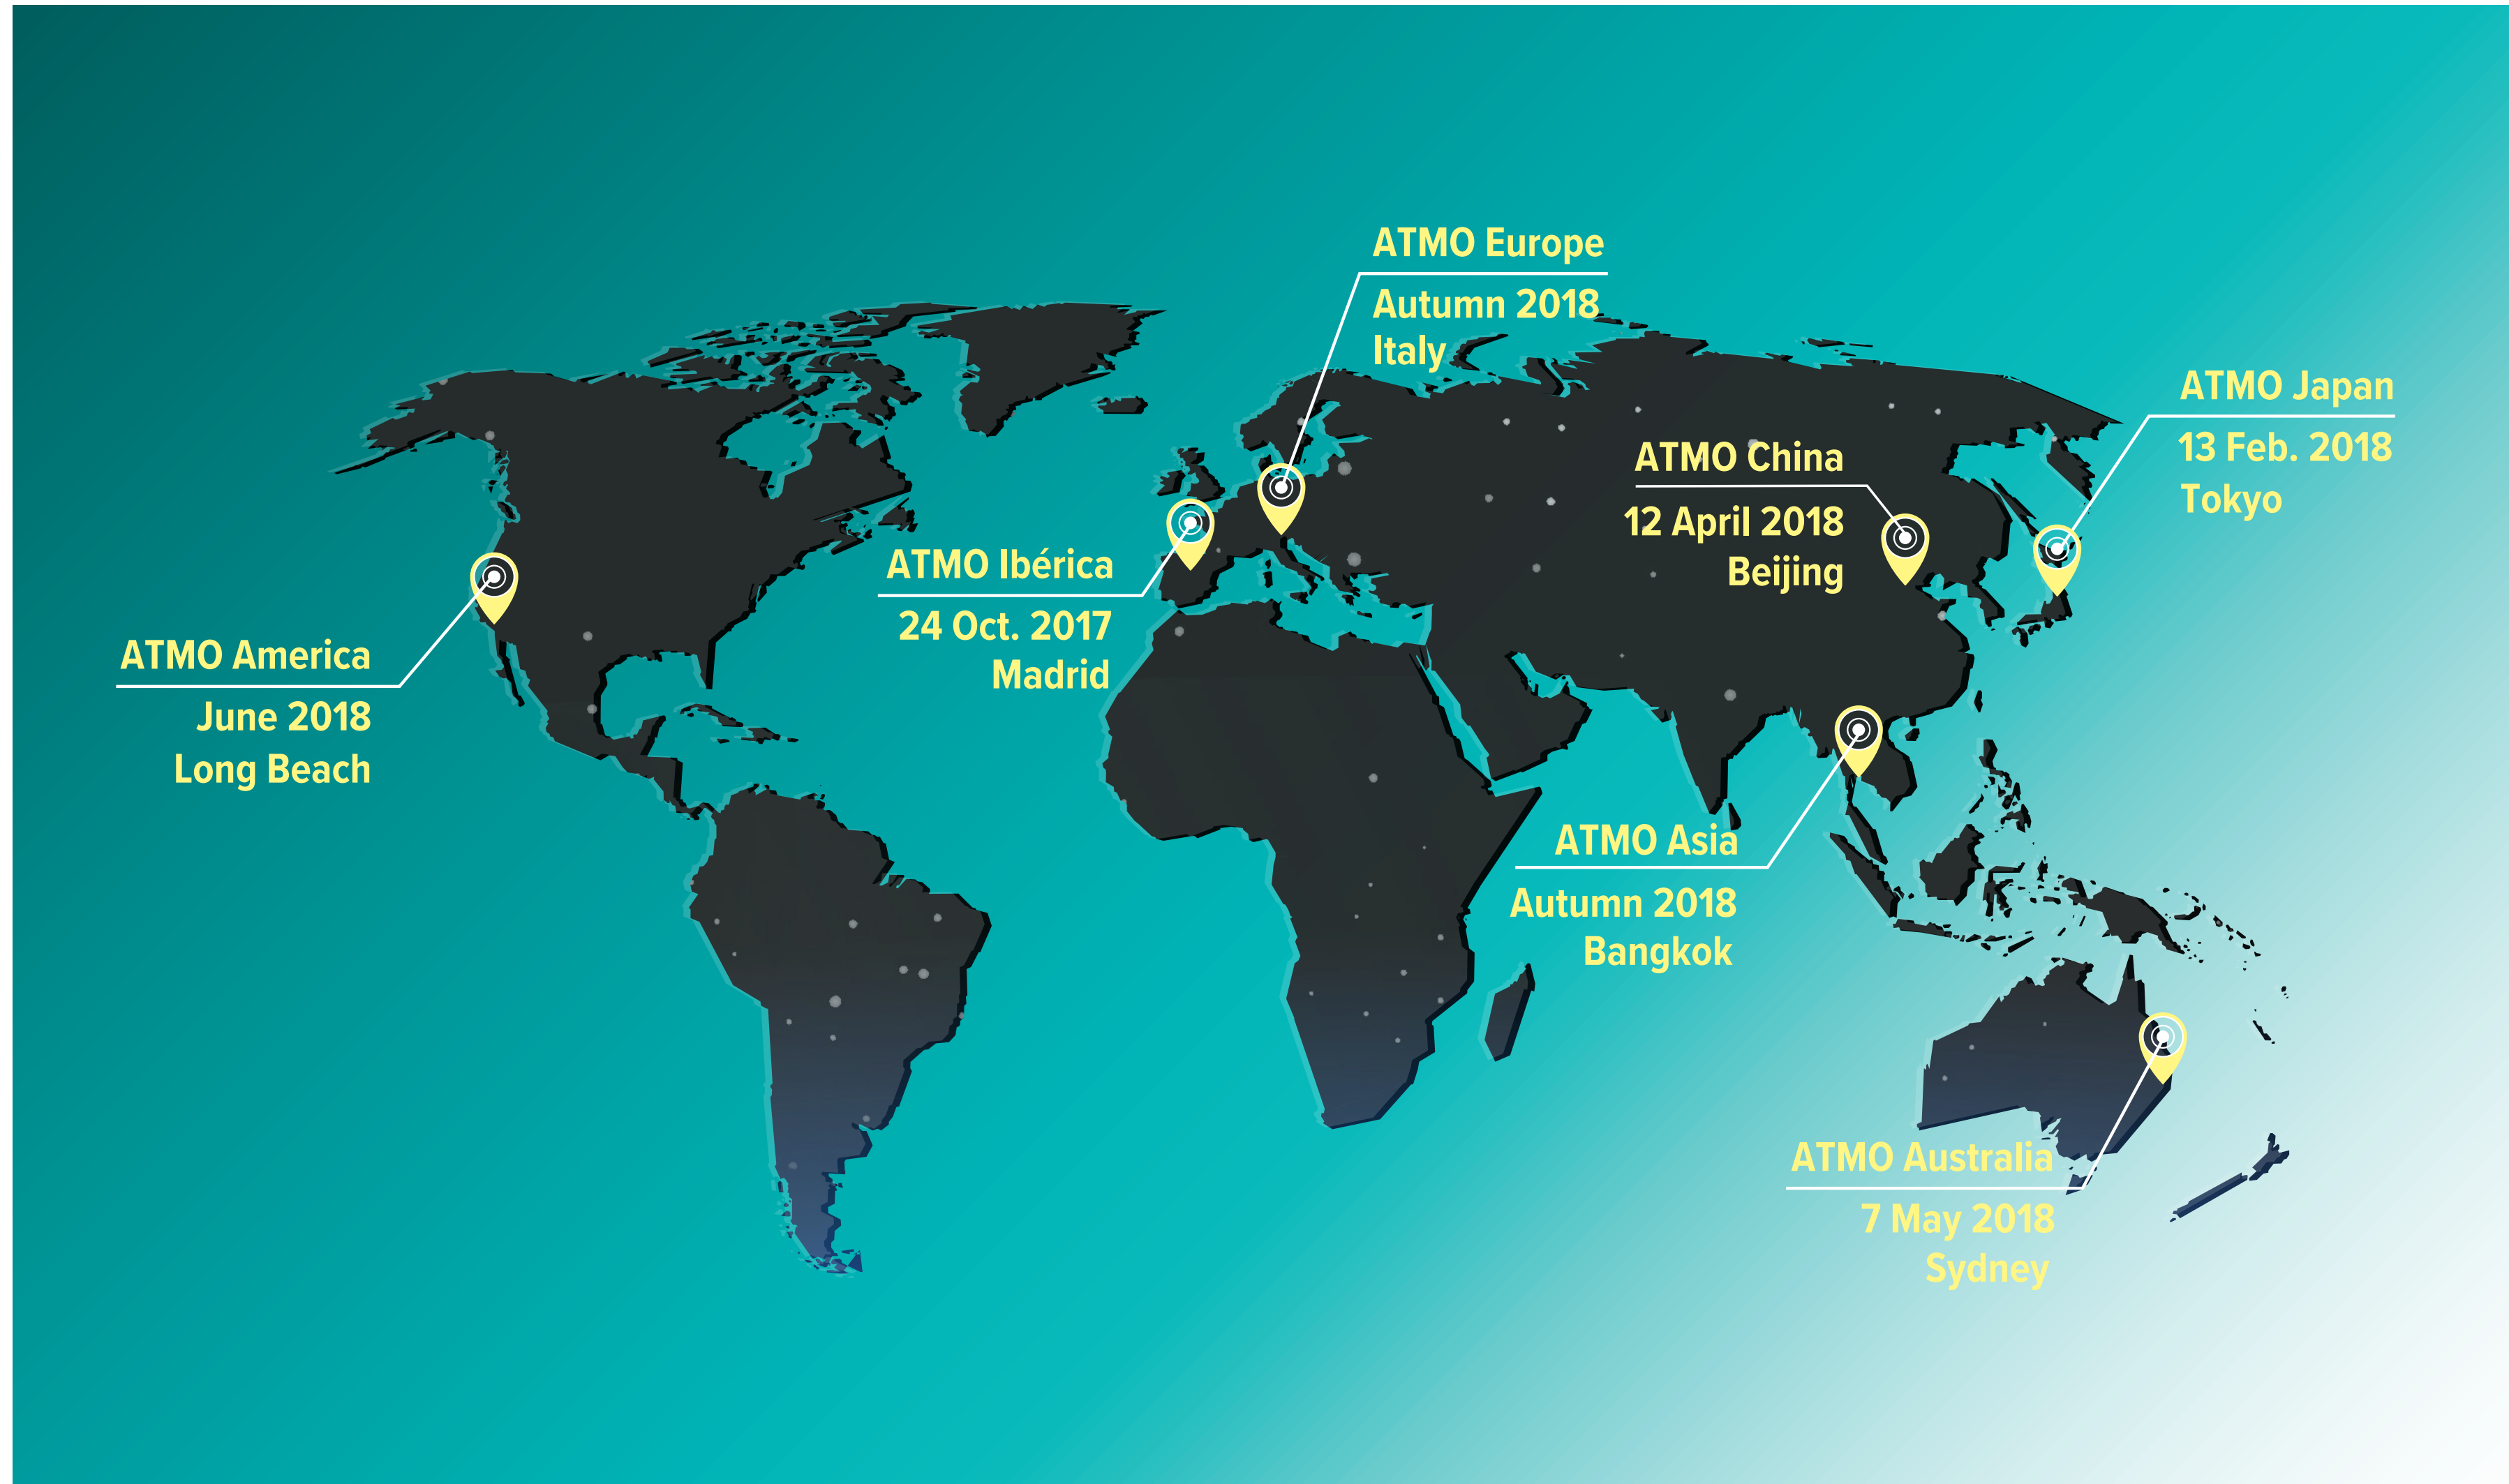 ATMO Europe
Autumn 2018
Italy
ATMO Japan
13 Feb. 2018
Tokyo
ATMO China
12 April 2018
Beijing
ATMO Ibérica
24 Oct. 2017
Madrid
ATMO America
June 2018
Long Beach
ATMO Asia
Autumn 2018
Bangkok
ATMO Australia
7 May 2018
Sydney